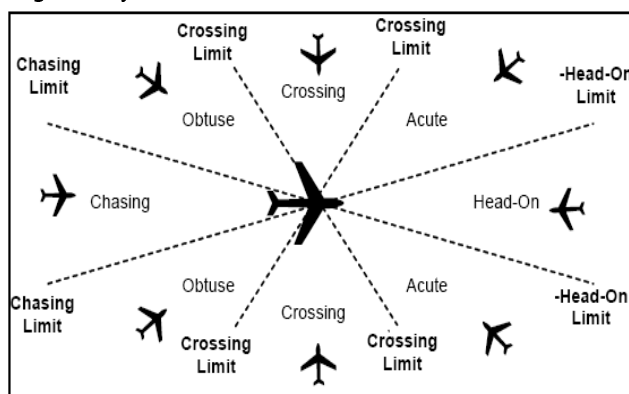 Crossing
Limit
Crossing
Limit
Chasing
Limit
-Head-On
Limit
Crossing
Obtuse
Acute
Chasing
Head-On
Obtuse
Acute
Crossing
Chasing
Limit
-Head-On
Limit
Crossing
Limit
Crossing
Limit